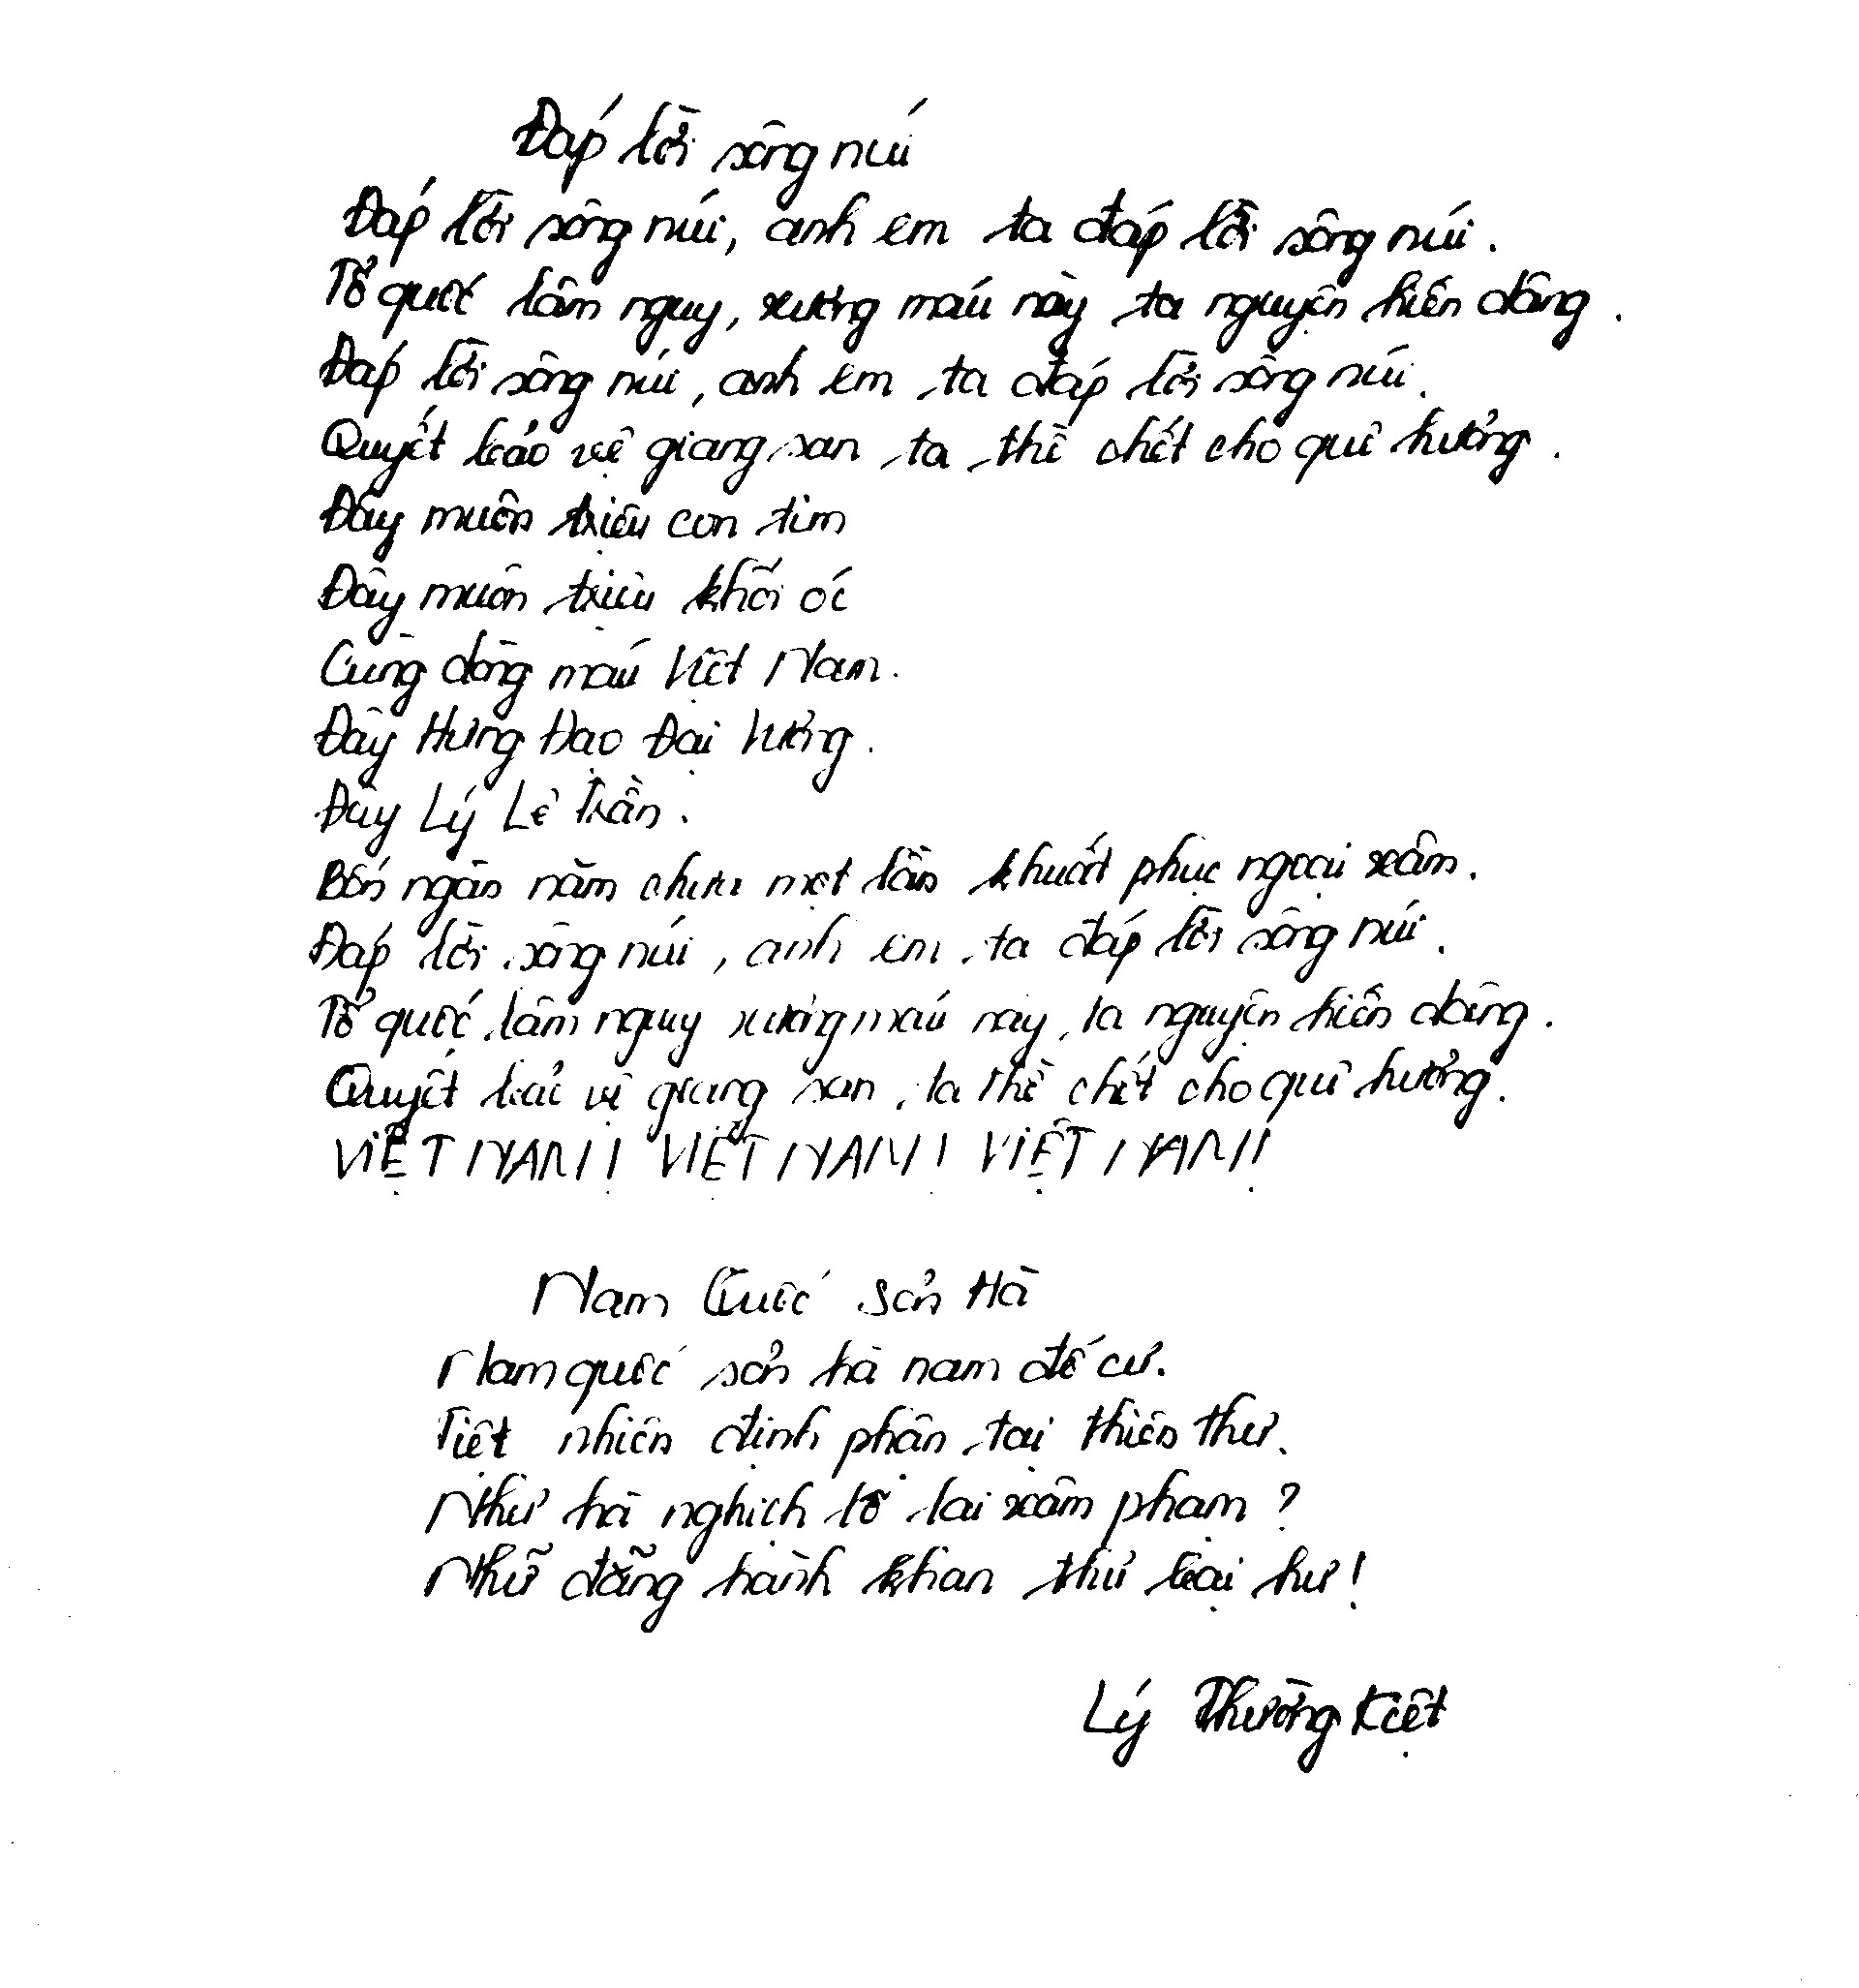 Đáp lời sông núi
Đáp lời sông núi, anh em ta đáp lời sông núi.
Tổ quốc lâm nguy, xương máu này ta nguyện hiến dâng.
Đáp lời sông núi, anh em ta đáp lời sông núi.
Quyết bảo vệ giang san ta thề chết cho quê hương.
Đây muôn triệu con tim
Đây muôn triệu khối óc
Cùng dòng máu Việt Nam.
Đây Hưng Đạo Đại Vương.
Đây Lý Lê Trần.
Bốn ngàn năm chưa một lần khuất phục ngoại xâm.
Đáp lời sông núi, anh em ta đáp lời sông núi.
Tổ quốc lâm nguy xương máu này ta nguyện hiến dâng.
Quyết bảo vệ giang san, ta thề chết cho quê hương.
VIỆT NAM! VIỆT NAM! VIỆT NAM!
Nam Quốc Sơn Hà
Nam quốc sơn hà nam đế cư.
Tiệt nhiên định phận tại thiên thư.
Như hà nghịch lỗ lai xâm phạm?
Nhữ đẳng hành khan thủ bại hư!
Lý Thường Kiệt